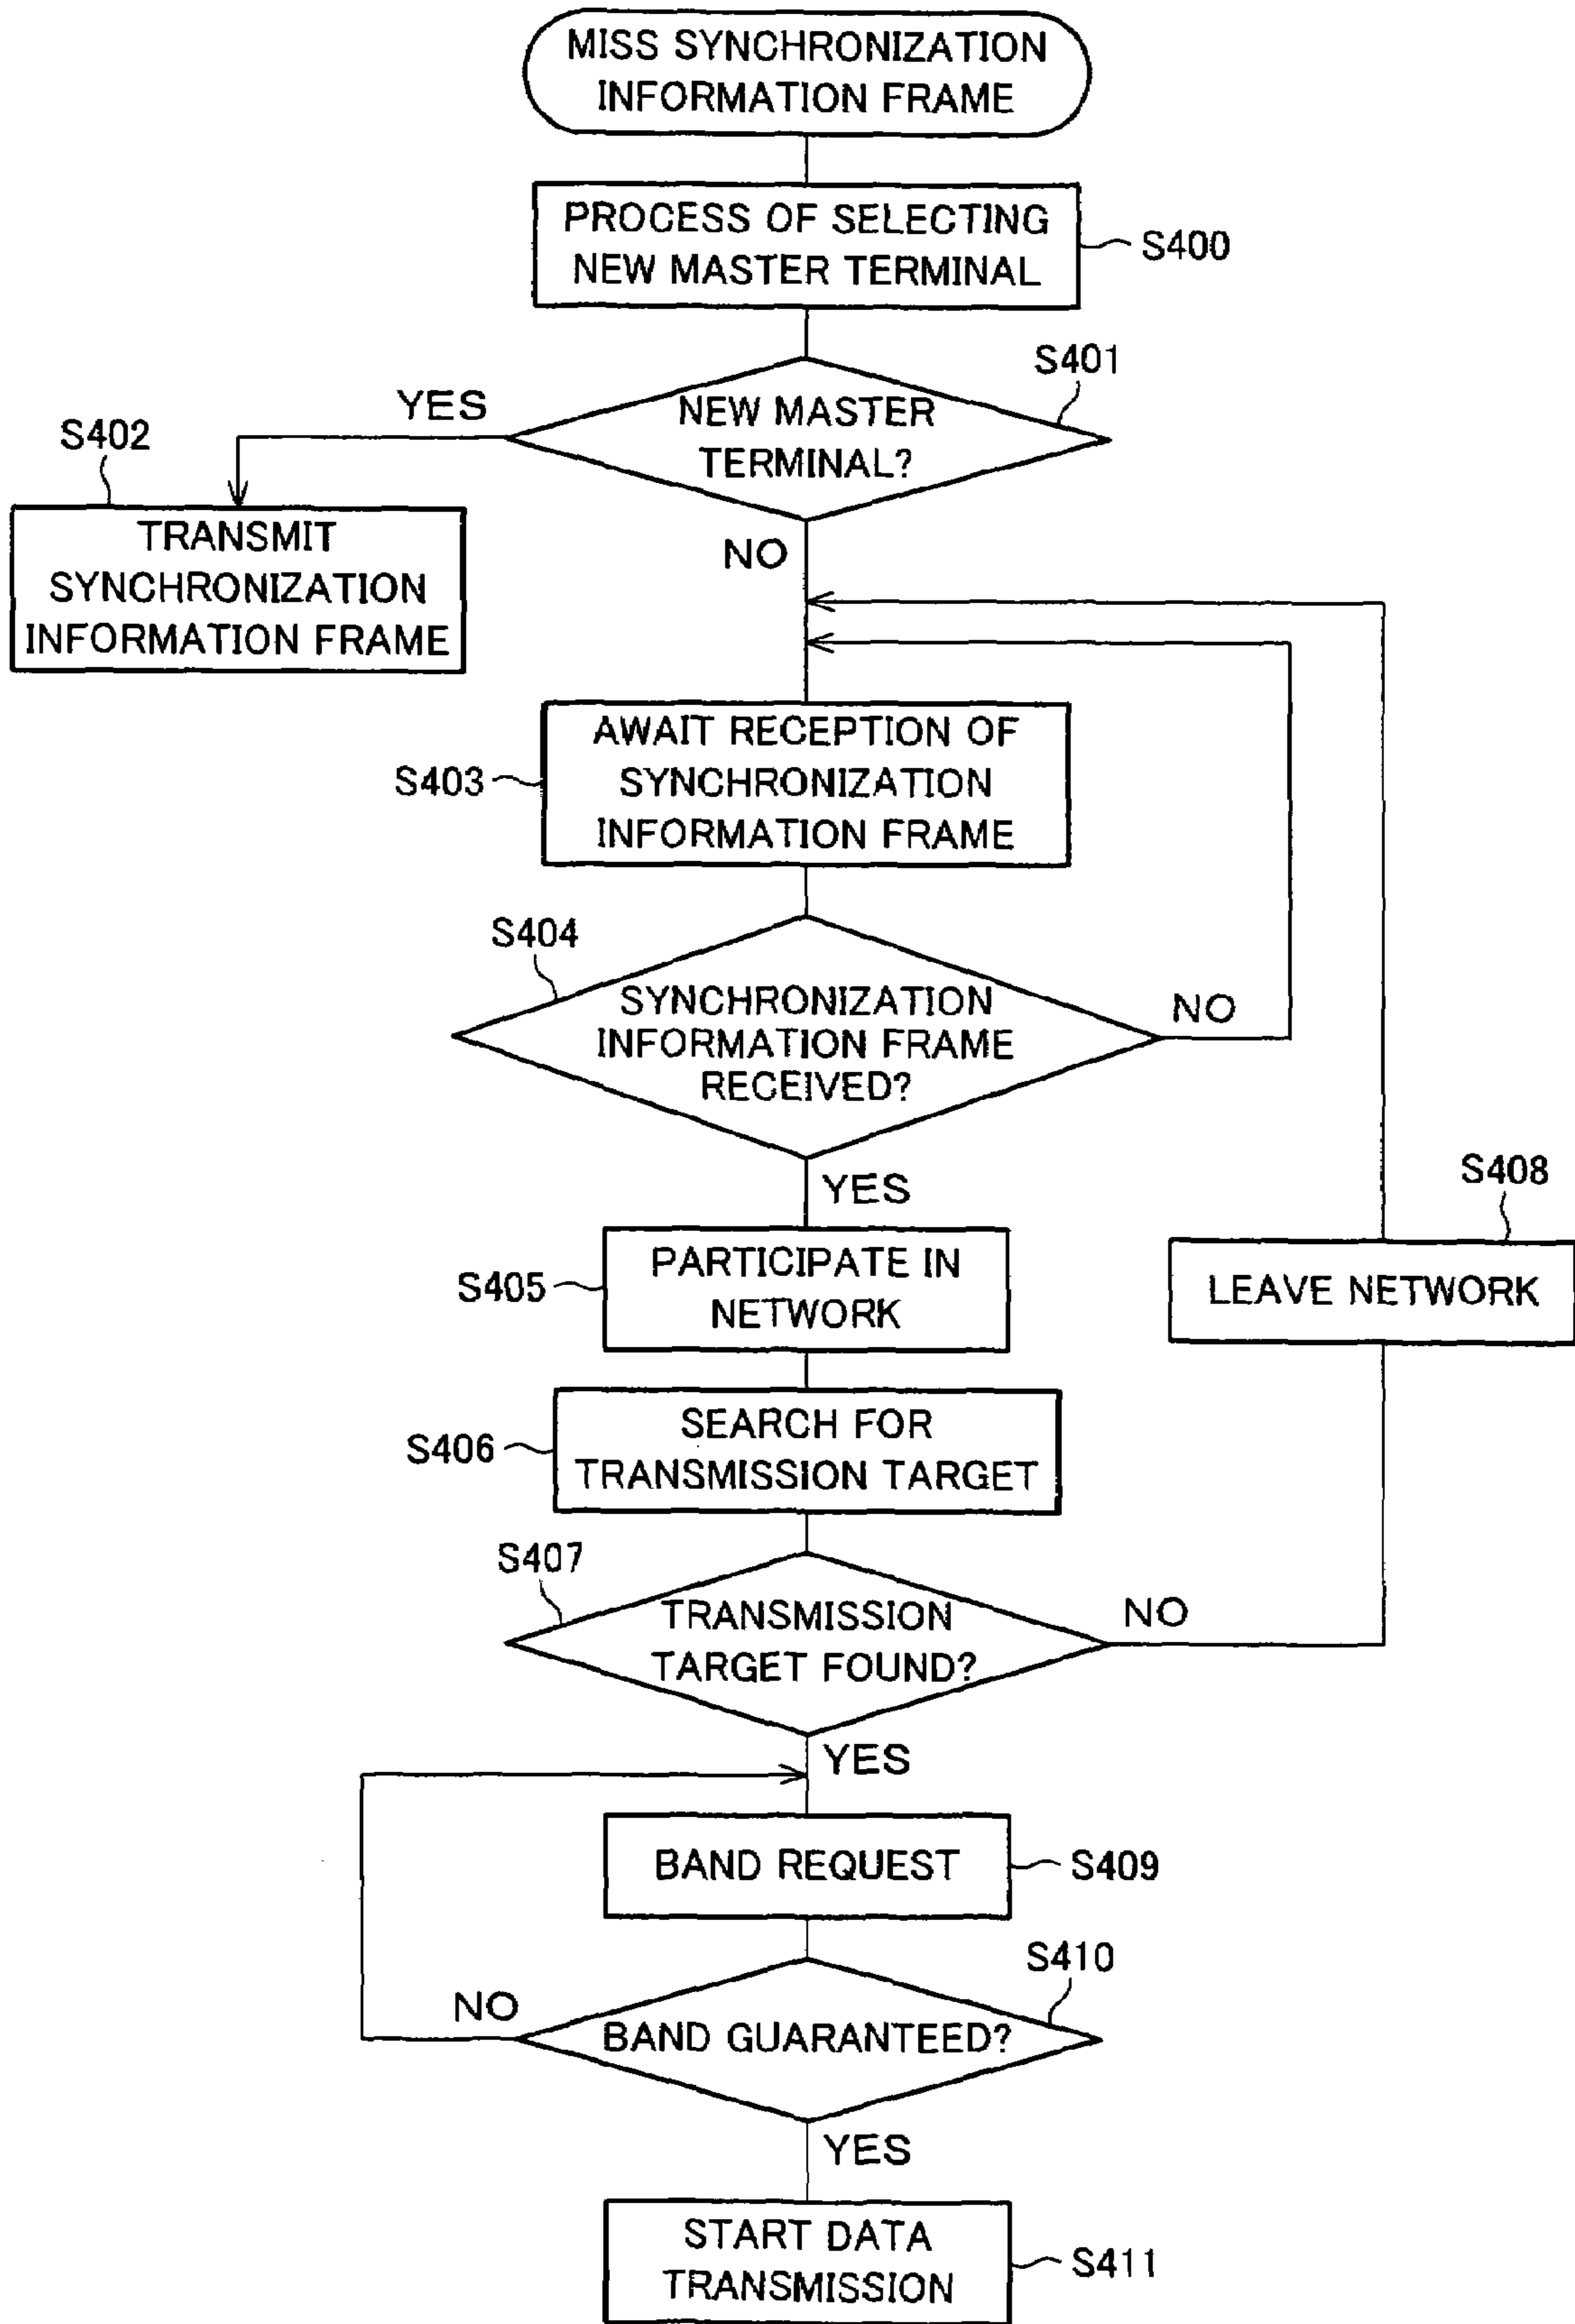 MISS SYNCHRONIZATION
INFORMATION FRAME
PROCESS OF SELECTING
NEW MASTER TERMINAL
S400
S401
NEW MASTER
TERMINAL?
YES
S402
TRANSMIT
SYNCHRONIZATION
INFORMATION FRAME
NO
AWAIT RECEPTION OF
SYNCHRONIZATION
INFORMATION FRAME
S403
S404
SYNCHRONIZATION
INFORMATION FRAME
RECEIVED?
NO
YES
S408
LEAVE NETWORK
PARTICIPATE IN
NETWORK
S405
SEARCH FOR
TRANSMISSION TARGET
S406
S407
TRANSMISSION
TARGET FOUND?
NO
YES
BAND REQUEST
S409
S410
NO
BAND GUARANTEED?
YES
START DATA
TRANSMISSION
S411